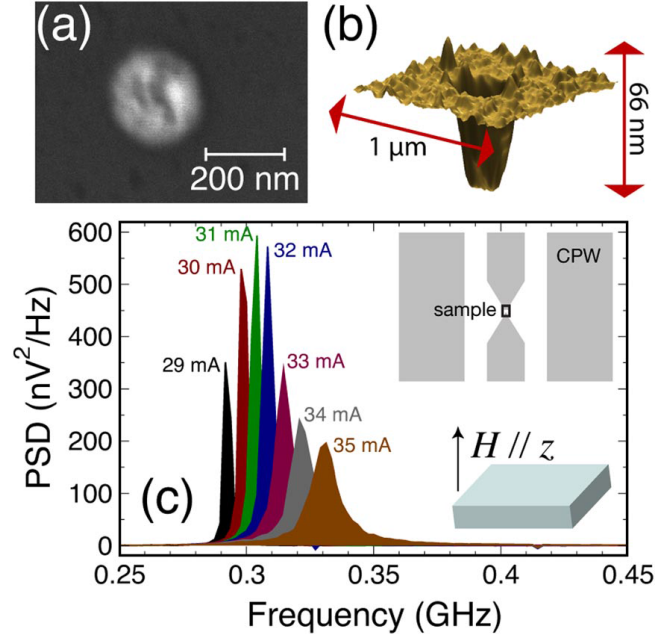 (a)
200 nm
(b)
1 μm
66 nm
600
500
400
300
200
100
0
PSD (nV²/Hz)
29 mA
30 mA
31 mA
32 mA
33 mA
34 mA
35 mA
CPW
sample
H // z
(c)
0.25
0.3
0.35
0.4
0.45
Frequency (GHz)